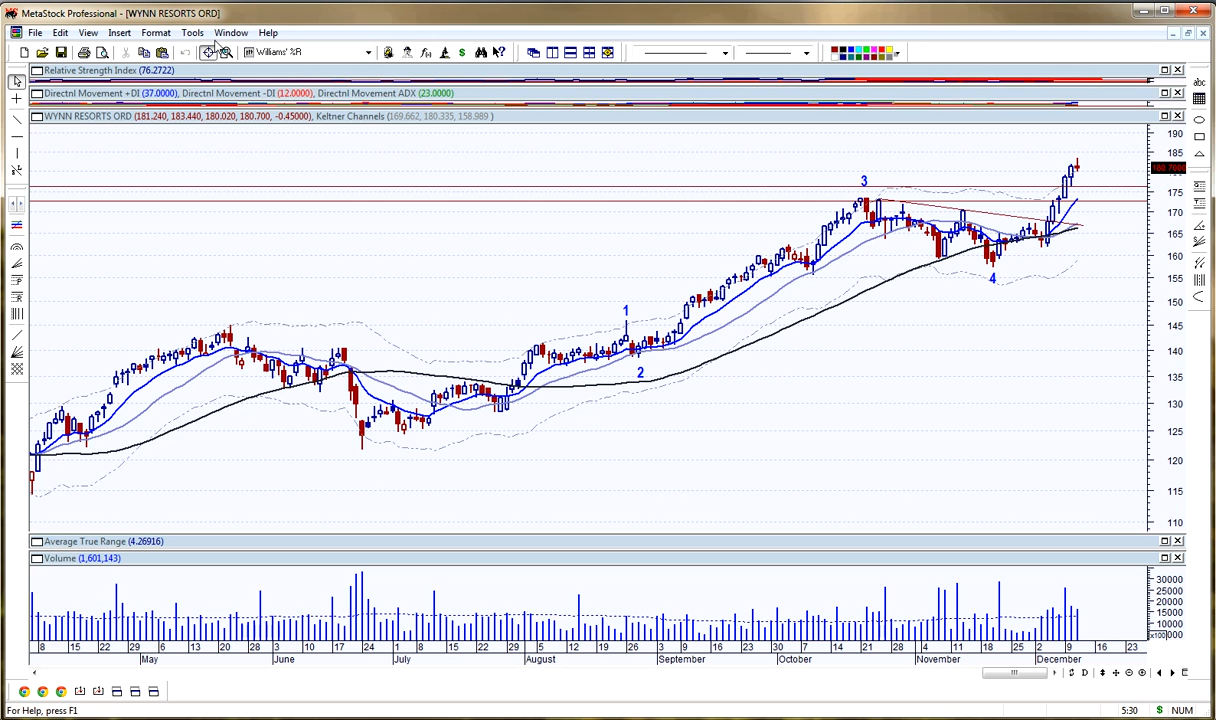 MetaStock Professional - [WYNN RESORTS ORD]
File Edit View Insert Format Tools Window Help
Williams' %R
Relative Strength Index (76.2722)
Directnl Movement +DI (37.0000), Directnl Movement -DI (12.0000), Directnl Movement ADX (23.0000)
WYNN RESORTS ORD (181.240, 183.440, 180.020, 180.700, -0.45000), Keltner Channels (169.662, 180.335, 158.989 )
abc
190
185
180.7000
175
170
165
160
155
150
145
140
135
130
125
120
115
110
3
4
1
2
Average True Range (4.26916)
Volume (1,601,143)
30000
25000
20000
15000
10000
x100
8 15 22 29 6 13 20 28 3 10 17 24 1 8 15 22 29 5 12 19 26 3 9 16 23 30 7 14 21 28 4 11 18 25 2 9 16 23
May June July August September October November December
D E
For Help, press F1
5:30 $ NUM